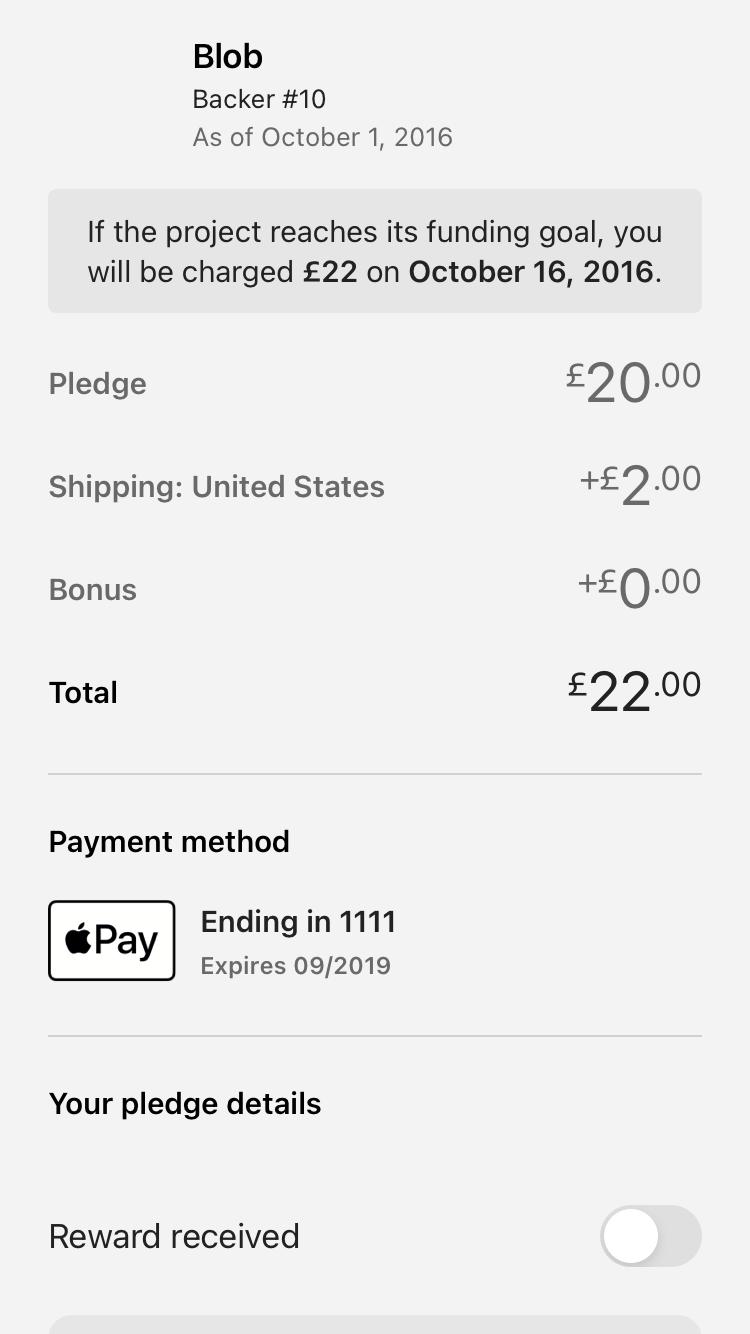 Blob
Backer #10
As of October 1, 2016
If the project reaches its funding goal, you
will be charged £22 on October 16, 2016.
Pledge £20.00
Shipping: United States +£2.00
Bonus +£0.00
Total £22.00
Payment method
Pay
Ending in 1111
Expires 09/2019
Your pledge details
Reward received